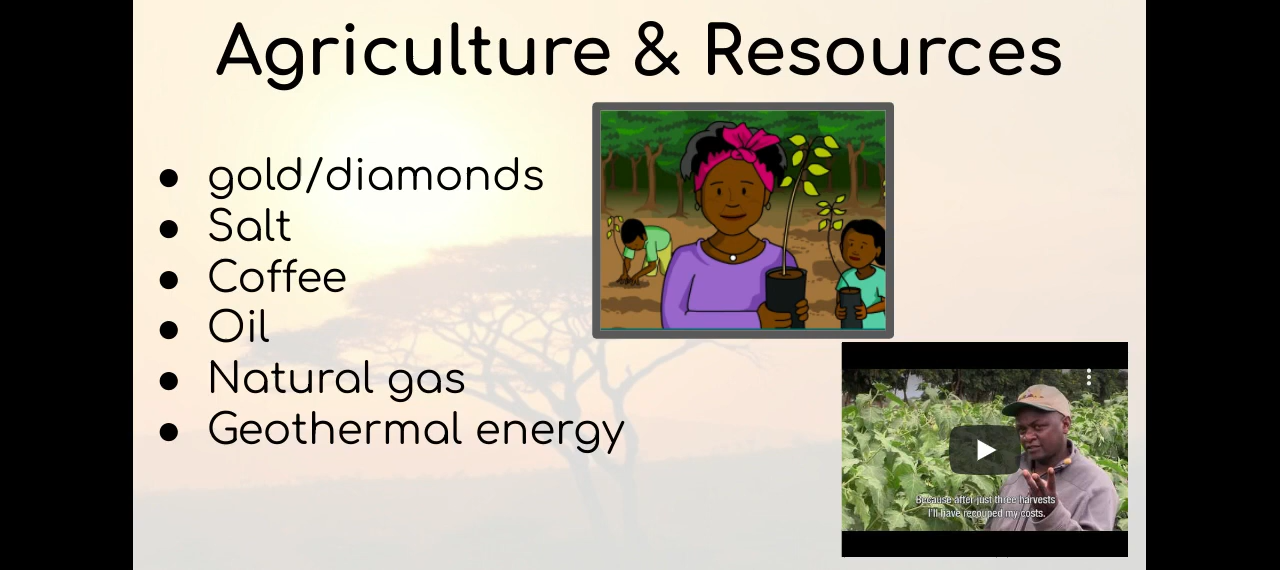 Agriculture & Resources
● gold/diamonds
● Salt
● Coffee
● Oil
● Natural gas
● Geothermal energy
Because after just three harvests
I'll have recouped my costs.